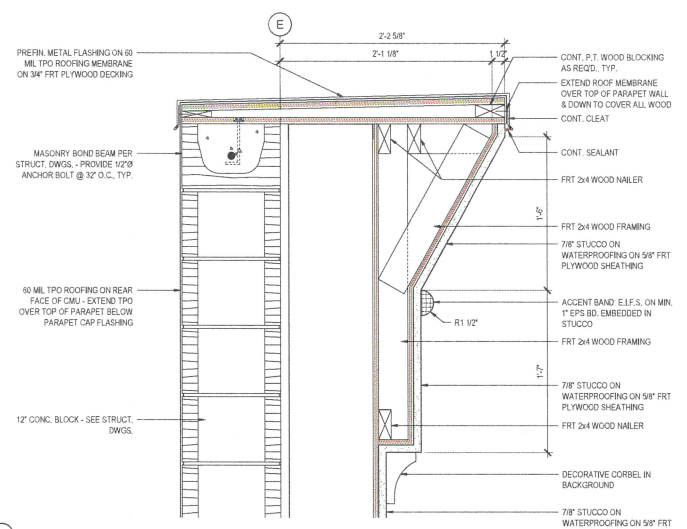 E
2'-2 5/8"
2'-1 1/8"
1 1/2"
PREFIN. METAL FLASHING ON 60
MIL TPO ROOFING MEMBRANE
ON 3/4" FRT PLYWOOD DECKING
MASONRY BOND BEAM PER
STRUCT. DWGS. - PROVIDE 1/2"Ø
ANCHOR BOLT @ 32" O.C., TYP.
60 MIL TPO ROOFING ON REAR
FACE OF CMU - EXTEND TPO
OVER TOP OF PARAPET BELOW
PARAPET CAP FLASHING
12" CONC. BLOCK - SEE STRUCT.
DWGS.
CONT. P.T. WOOD BLOCKING
AS REQ'D., TYP.
EXTEND ROOF MEMBRANE
OVER TOP OF PARAPET WALL
& DOWN TO COVER ALL WOOD
CONT. CLEAT
CONT. SEALANT
FRT 2x4 WOOD NAILER
1'-6"
FRT 2x4 WOOD FRAMING
7/8" STUCCO ON
WATERPROOFING ON 5/8" FRT
PLYWOOD SHEATHING
ACCENT BAND: E.I.F.S. ON MIN.
1" EPS BD. EMBEDDED IN
STUCCO
R1 1/2"
FRT 2x4 WOOD FRAMING
1'-7"
7/8" STUCCO ON
WATERPROOFING ON 5/8" FRT
PLYWOOD SHEATHING
FRT 2x4 WOOD NAILER
DECORATIVE CORBEL IN
BACKGROUND
7/8" STUCCO ON
WATERPROOFING ON 5/8" FRT